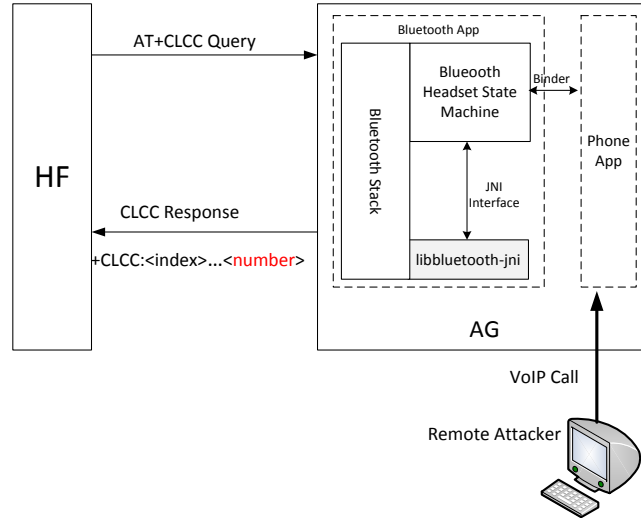 AT+CLCC Query
HF
CLCC Response
+CLCC:<index>...<number>
Bluetooth App
Bluetooth Stack
Blueooth
Headset State
Machine
Binder
Phone
App
JNI
Interface
libbluetooth-jni
AG
VoIP Call
Remote Attacker